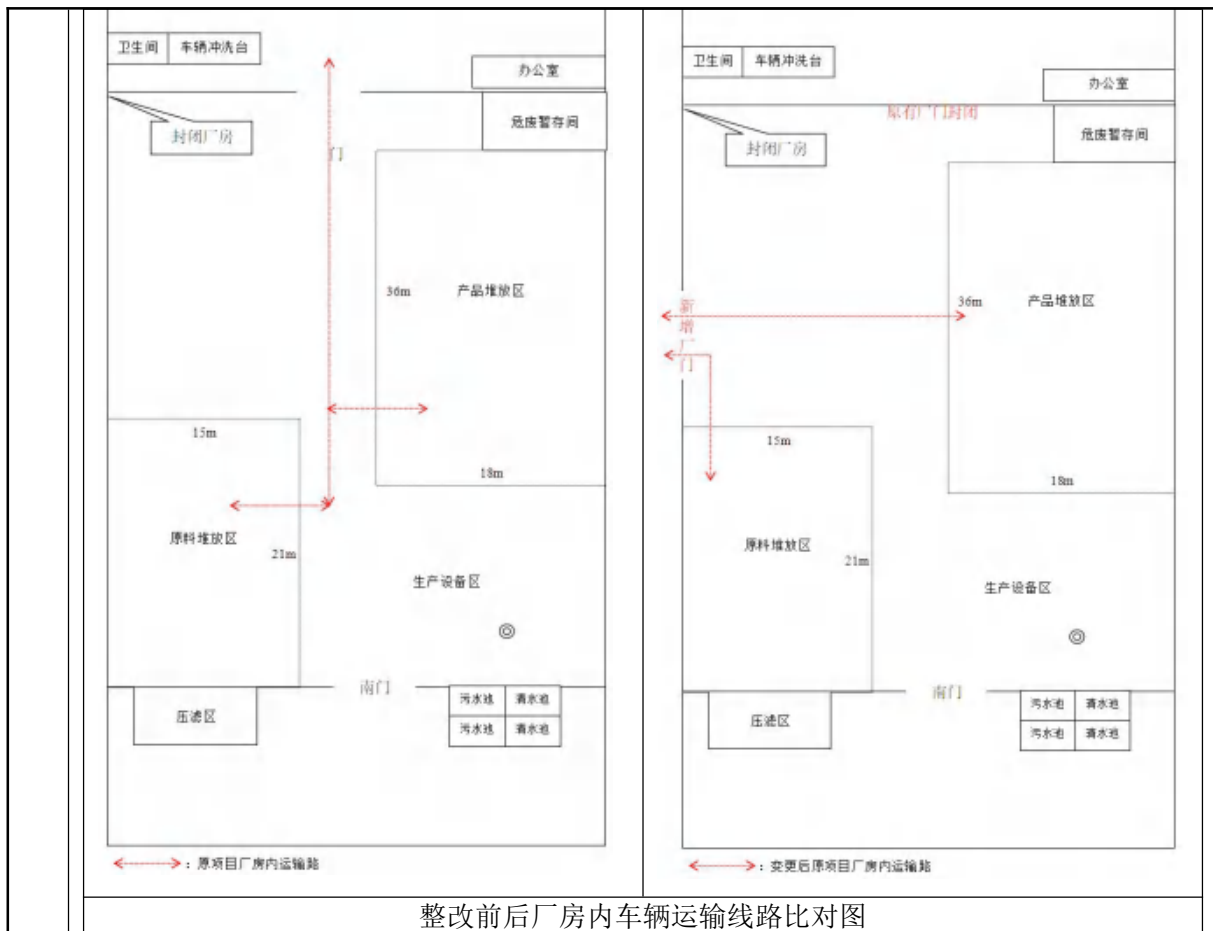 卫生间 车辆冲洗台
办公室
危废暂存间
封闭厂房
门
36m
产品堆放区
15m
18m
原料堆放区
21m
生产设备区
南门
压滤区
污水池 清水池
污水池 清水池
：原项目厂房内运输路
卫生间 车辆冲洗台
办公室
原有厂门封闭
危废暂存间
封闭厂房
36m
产品堆放区
新增厂门
15m
18m
原料堆放区
21m
生产设备区
南门
压滤区
污水池 清水池
污水池 清水池
：变更后原项目厂房内运输路
整改前后厂房内车辆运输线路比对图